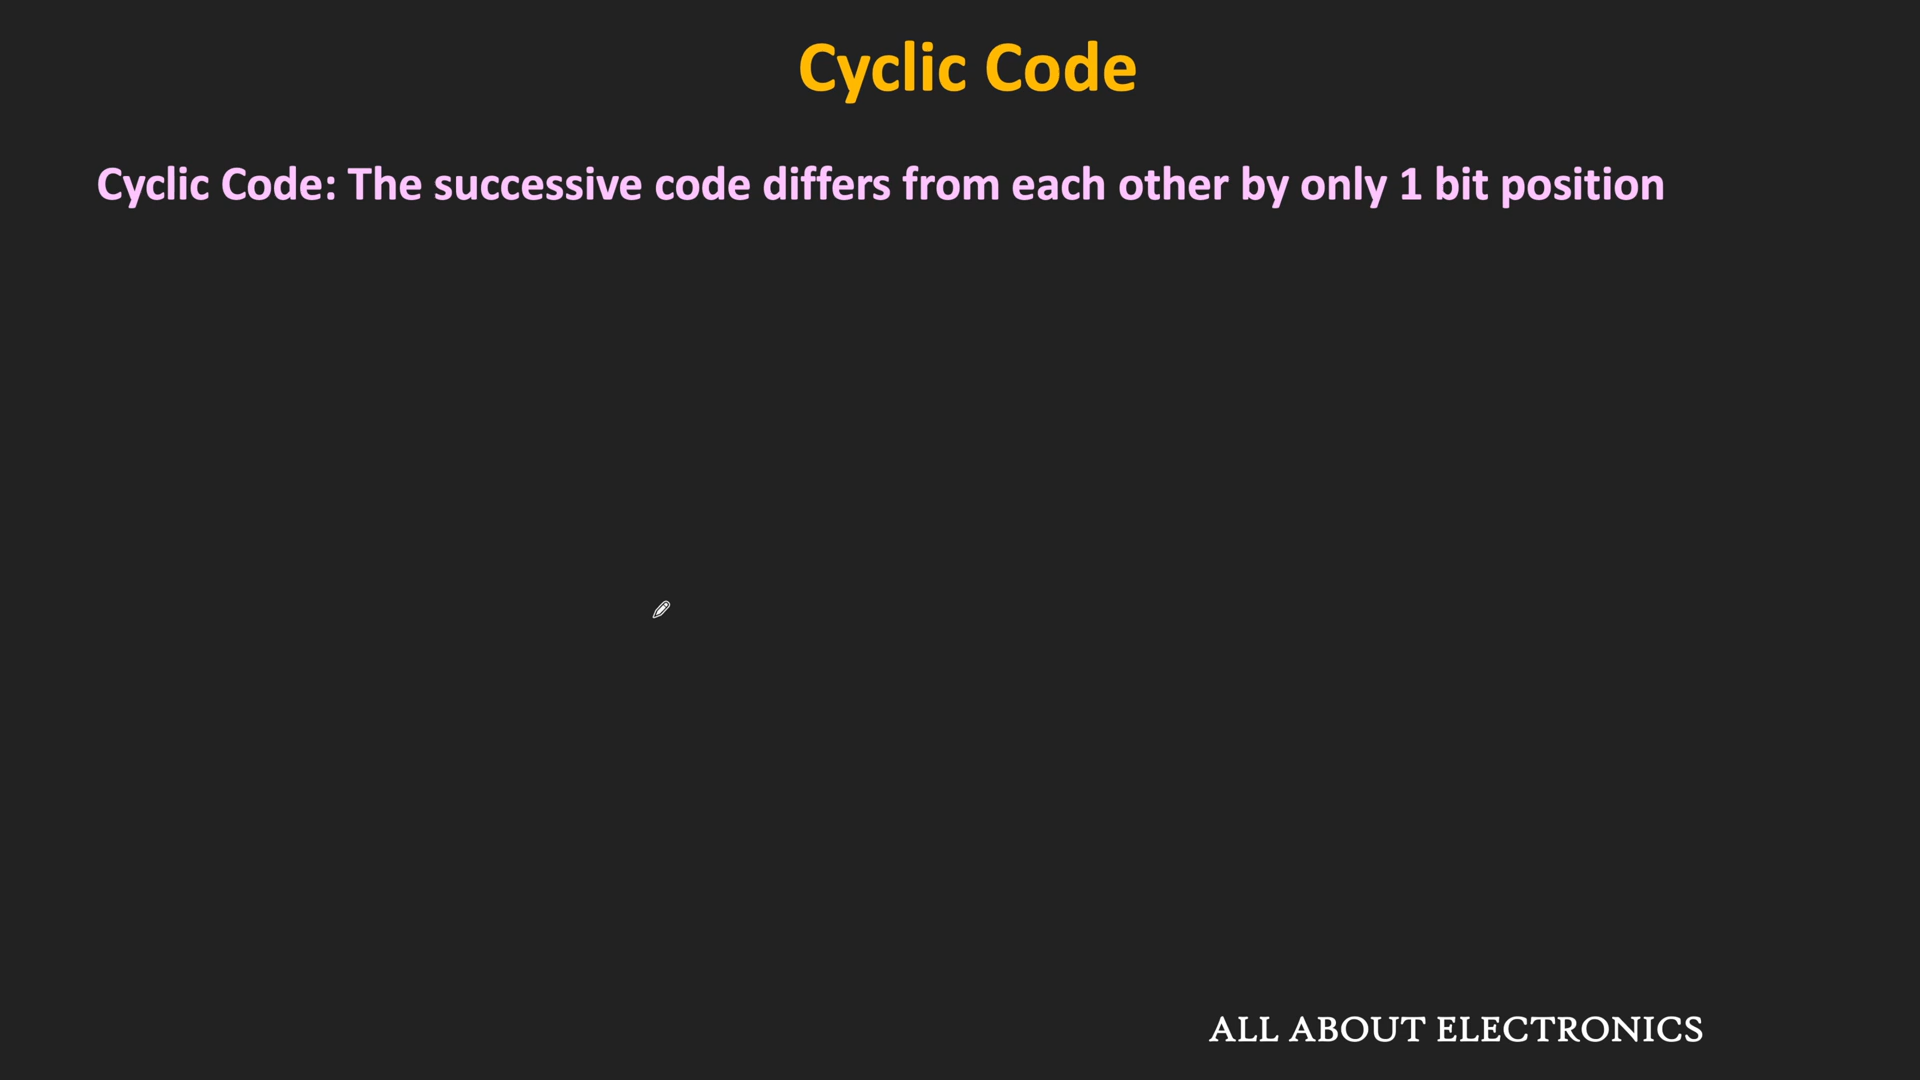 Cyclic Code
Cyclic Code: The successive code differs from each other by only 1 bit position
ALL ABOUT ELECTRONICS